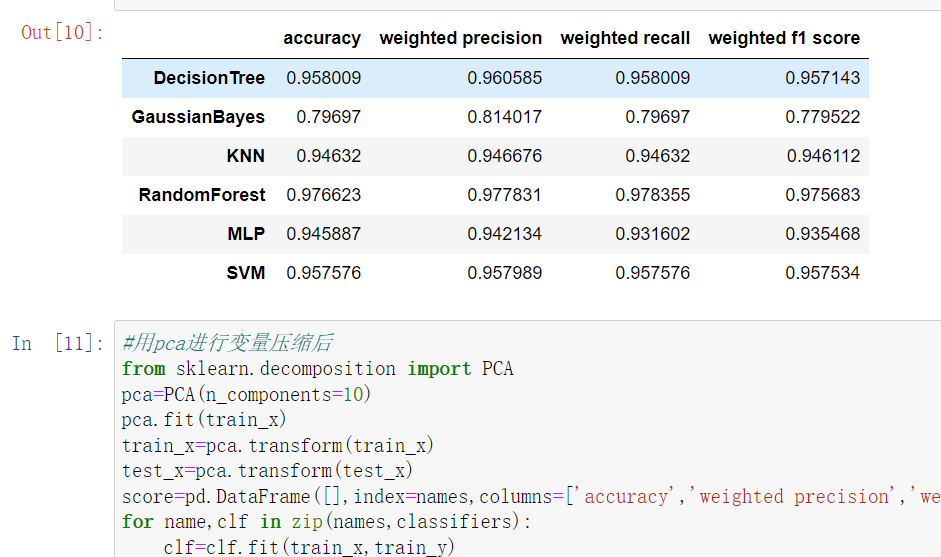 Out[10]:
accuracy weighted precision weighted recall weighted f1 score
DecisionTree 0.958009 0.960585 0.958009 0.957143
GaussianBayes 0.79697 0.814017 0.79697 0.779522
KNN 0.94632 0.946676 0.94632 0.946112
RandomForest 0.976623 0.977831 0.978355 0.975683
MLP 0.945887 0.942134 0.931602 0.935468
SVM 0.957576 0.957989 0.957576 0.957534
In [11]:
#用pca进行变量压缩后
from sklearn.decomposition import PCA
pca=PCA(n_components=10)
pca.fit(train_x)
train_x=pca.transform(train_x)
test_x=pca.transform(test_x)
score=pd.DataFrame([],index=names,columns=['accuracy','weighted precision','we
for name,clf in zip(names,classifiers):
    clf=clf.fit(train_x,train_y)